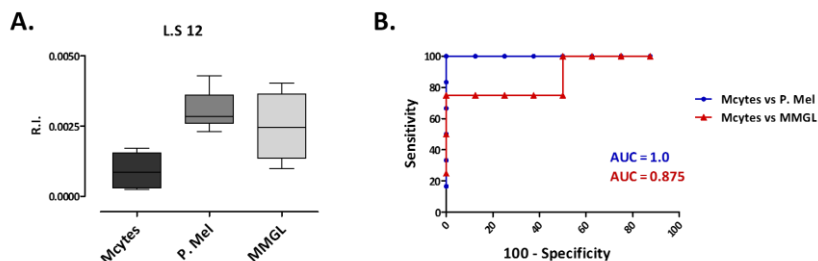 A.
L.S 12
R.I.
0.0050
0.0025
0.0000
Mcytes
P. Mel
MMGL
B.
Sensitivity
100
80
60
40
20
0
0
20
40
60
80
100
100 - Specificity
AUC = 1.0
AUC = 0.875
Mcytes vs P. Mel
Mcytes vs MMGL